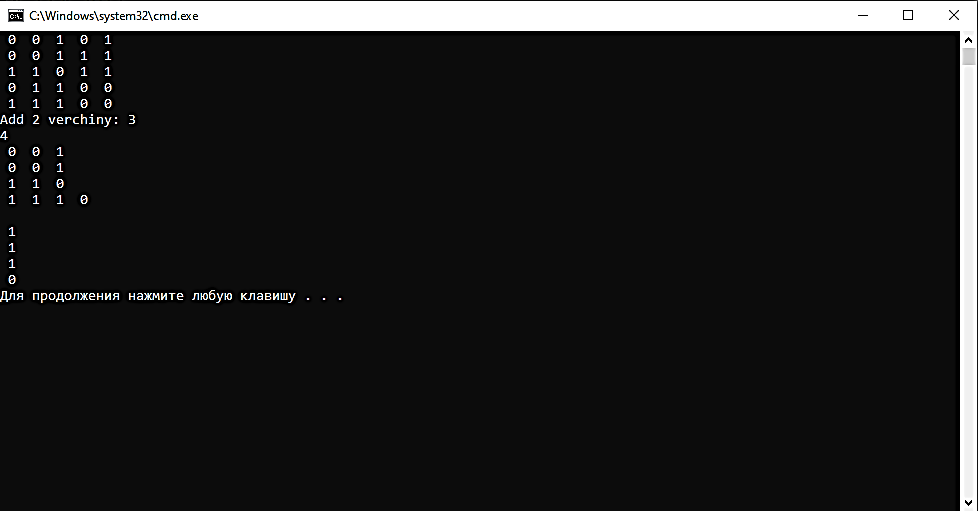 C:\Windows\system32\cmd.exe
0 0 1 0 1
0 0 1 1 1
1 1 0 1 1
0 1 1 0 0
1 1 1 0 0
Add 2 verchiny: 3
4
0 0 1
0 0 1
1 1 0
1 1 1 0
1
1
1
0
Для продолжения нажмите любую клавишу . . .